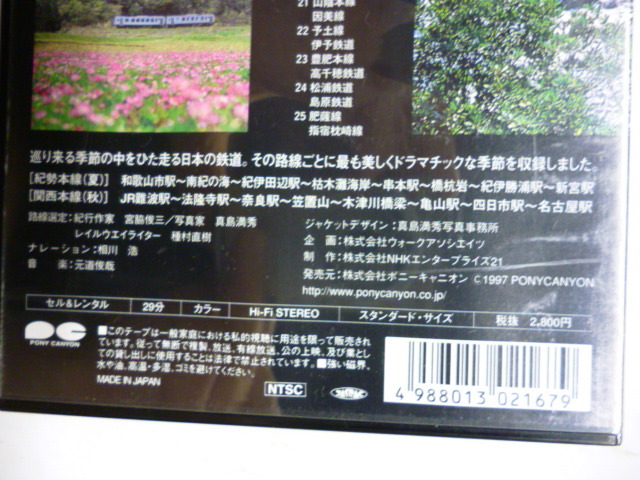 21 山陰本線
因美線
22 予土線
伊予鉄道
23 豊肥本線
高千穂鉄道
24 松浦鉄道
島原鉄道
25 肥薩線
指宿枕崎線
巡り来る季節の中をひた走る日本の鉄道。その路線ごとに最も美しくドラマチックな季節を収録しました。
[紀勢本線(夏)] 和歌山市駅〜南紀の海〜紀伊田辺駅〜枯木灘海岸〜串本駅〜橋杭岩〜紀伊勝浦駅〜新宮駅
[関西本線(秋)] JR難波駅〜法隆寺駅〜奈良駅〜笠置山〜木津川橋梁〜亀山駅〜四日市駅〜名古屋駅
路線選定：紀行作家 宮脇俊三／写真家 真島満秀
レイルウエイライター 種村直樹
ナレーション：相川 浩
音 楽：元道俊哉
ジャケットデザイン：真島満秀写真事務所
企 画：株式会社ウォークアソシエイツ
制 作：株式会社NHKエンタープライズ21
発売元：株式会社ポニーキャニオン ©1997 PONYCANYON
http://www.ponycanyon.co.jp/
セル&レンタル 29分 カラー Hi-Fi STEREO スタンダード・サイズ 税抜 2,800円
PONY CANYON
■このテープは一般家庭における私的視聴に用途を限って販売され
ています。従って無断で複製、放送、有線放送、公の上映、及び業とし
ての貸し出しに使用することは法律で禁止されています。■強い磁界、
水や油、高温・多湿、ゴミを避けてください。
MADE IN JAPAN
NTSC
4 988013 021679